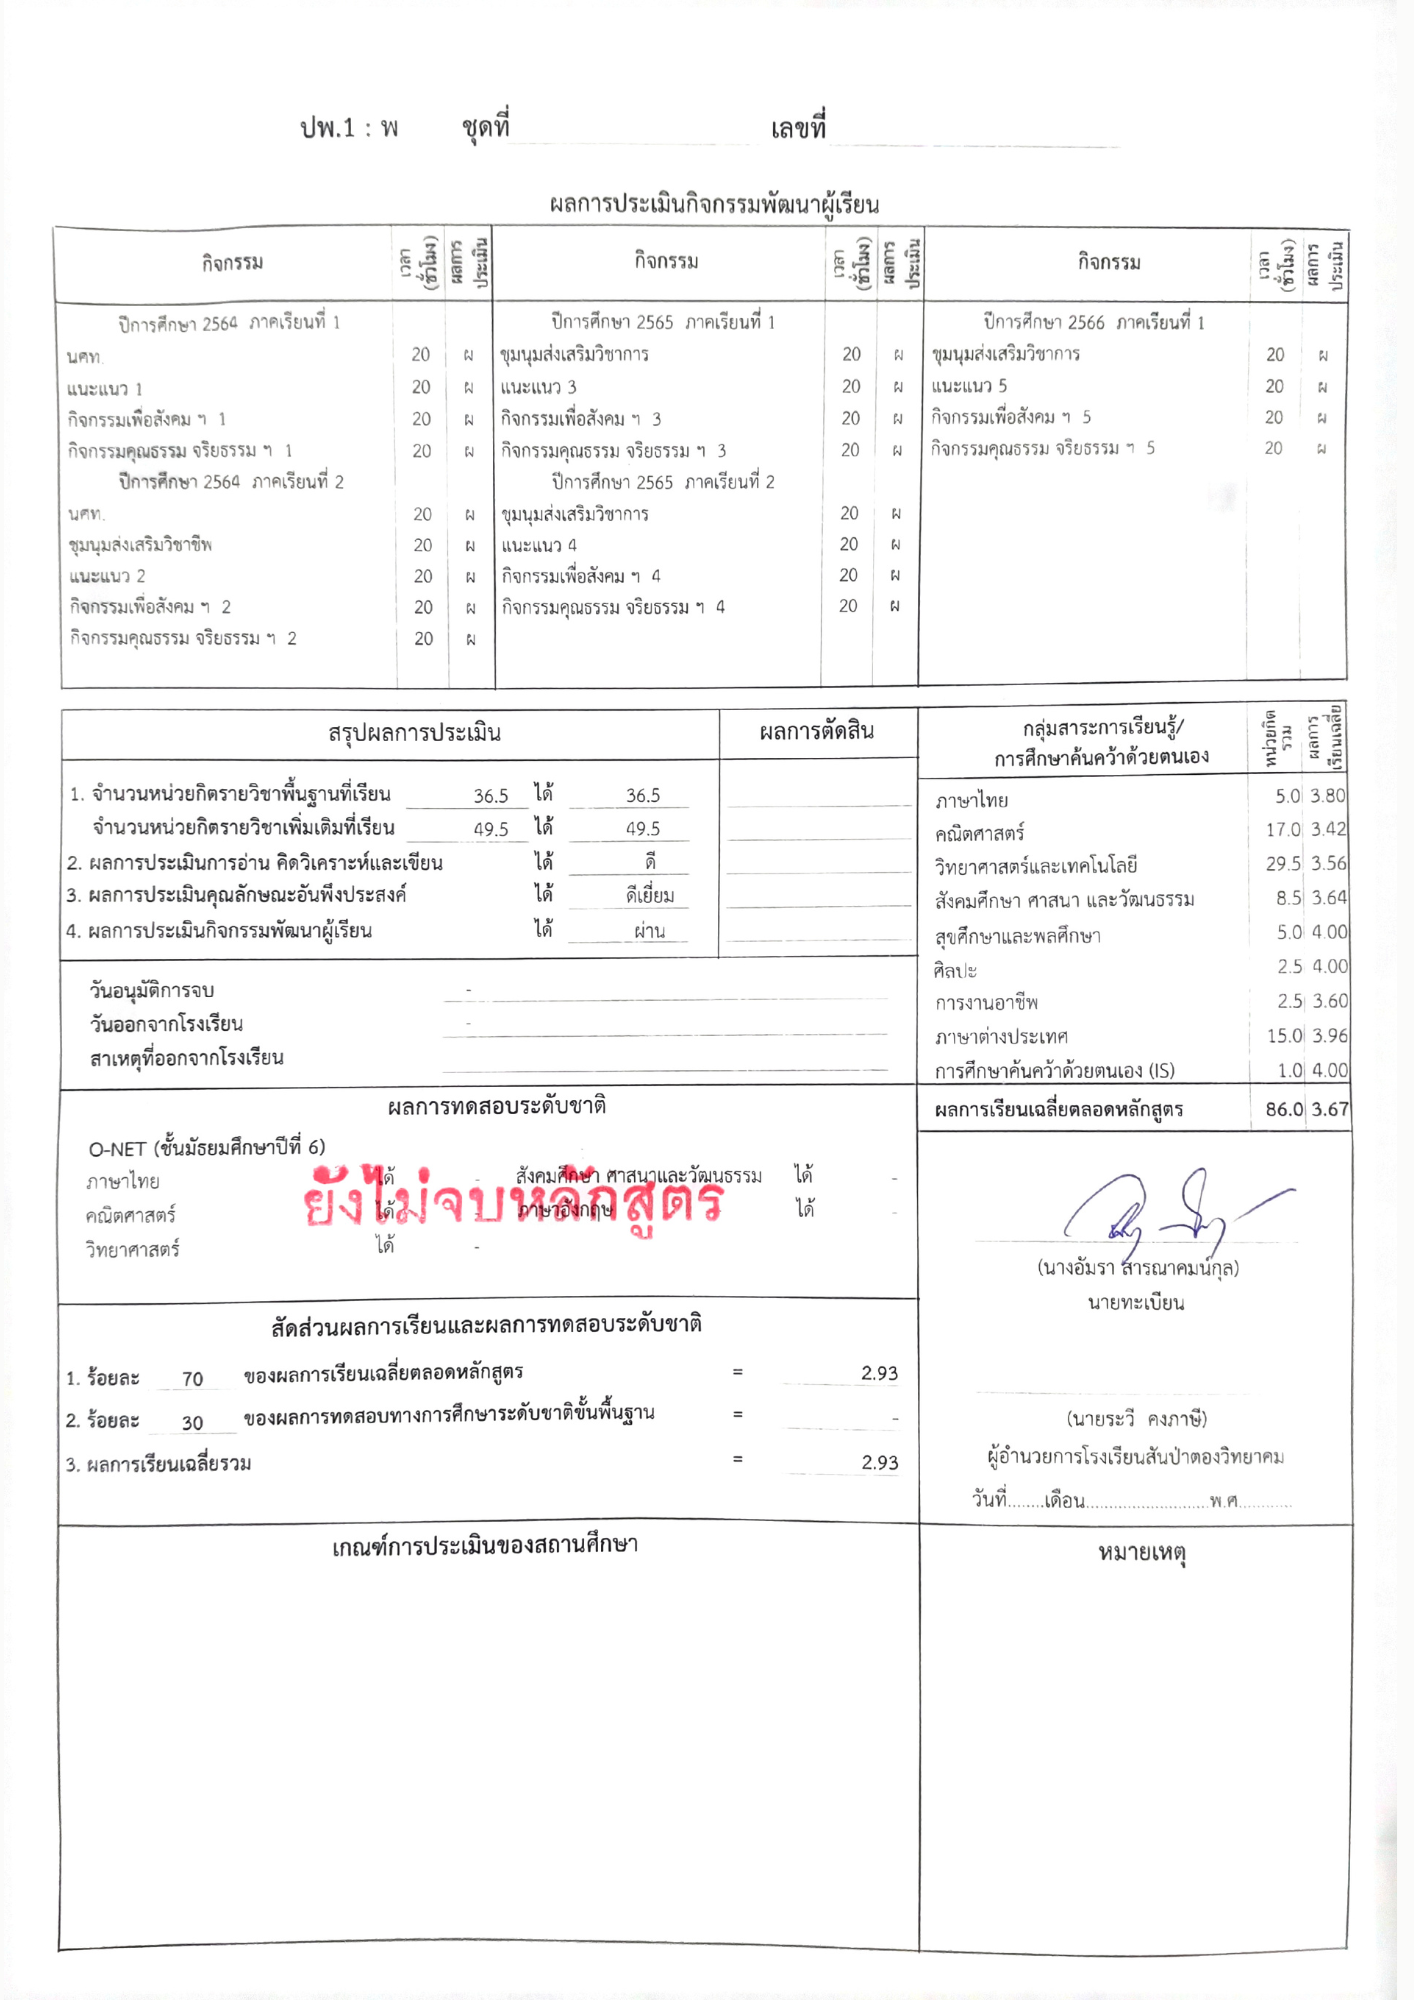 ปพ.1 : พ ชุดที่ เลขที่
ผลการประเมินกิจกรรมพัฒนาผู้เรียน
กิจกรรม เวลา (ชั่วโมง) ผลการประเมิน กิจกรรม เวลา (ชั่วโมง) ผลการประเมิน กิจกรรม เวลา (ชั่วโมง) ผลการประเมิน
ปีการศึกษา 2564 ภาคเรียนที่ 1 ปีการศึกษา 2565 ภาคเรียนที่ 1 ปีการศึกษา 2566 ภาคเรียนที่ 1
นศท. 20 ผ ชุมนุมส่งเสริมวิชาการ 20 ผ ชุมนุมส่งเสริมวิชาการ 20 ผ
แนะแนว 1 20 ผ แนะแนว 3 20 ผ แนะแนว 5 20 ผ
กิจกรรมเพื่อสังคม ฯ 1 20 ผ กิจกรรมเพื่อสังคม ฯ 3 20 ผ กิจกรรมเพื่อสังคม ฯ 5 20 ผ
กิจกรรมคุณธรรม จริยธรรม ฯ 1 20 ผ กิจกรรมคุณธรรม จริยธรรม ฯ 3 20 ผ กิจกรรมคุณธรรม จริยธรรม ฯ 5 20 ผ
ปีการศึกษา 2564 ภาคเรียนที่ 2 ปีการศึกษา 2565 ภาคเรียนที่ 2
นศท. 20 ผ ชุมนุมส่งเสริมวิชาการ 20 ผ
ชุมนุมส่งเสริมวิชาชีพ 20 ผ แนะแนว 4 20 ผ
แนะแนว 2 20 ผ กิจกรรมเพื่อสังคม ฯ 4 20 ผ
กิจกรรมเพื่อสังคม ฯ 2 20 ผ กิจกรรมคุณธรรม จริยธรรม ฯ 4 20 ผ
กิจกรรมคุณธรรม จริยธรรม ฯ 2 20 ผ
สรุปผลการประเมิน ผลการตัดสิน
1. จำนวนหน่วยกิตรายวิชาพื้นฐานที่เรียน 36.5 ได้ 36.5
จำนวนหน่วยกิตรายวิชาเพิ่มเติมที่เรียน 49.5 ได้ 49.5
2. ผลการประเมินการอ่าน คิดวิเคราะห์และเขียน ได้ ดี
3. ผลการประเมินคุณลักษณะอันพึงประสงค์ ได้ ดีเยี่ยม
4. ผลการประเมินกิจกรรมพัฒนาผู้เรียน ได้ ผ่าน
วันอนุมัติการจบ -
วันออกจากโรงเรียน -
สาเหตุที่ออกจากโรงเรียน
กลุ่มสาระการเรียนรู้/ การศึกษาค้นคว้าด้วยตนเอง หน่วยกิตรวม ผลการเรียนเฉลี่ย
ภาษาไทย 5.0 3.80
คณิตศาสตร์ 17.0 3.42
วิทยาศาสตร์และเทคโนโลยี 29.5 3.56
สังคมศึกษา ศาสนา และวัฒนธรรม 8.5 3.64
สุขศึกษาและพลศึกษา 5.0 4.00
ศิลปะ 2.5 4.00
การงานอาชีพ 2.5 3.60
ภาษาต่างประเทศ 15.0 3.96
การศึกษาค้นคว้าด้วยตนเอง (IS) 1.0 4.00
ผลการเรียนเฉลี่ยตลอดหลักสูตร 86.0 3.67
ผลการทดสอบระดับชาติ
O-NET (ชั้นมัธยมศึกษาปีที่ 6)
ภาษาไทย ได้ - สังคมศึกษา ศาสนาและวัฒนธรรม ได้ -
คณิตศาสตร์ ได้ - ภาษาอังกฤษ ได้ -
วิทยาศาสตร์ ได้ -
ยังไม่จบหลักสูตร
(นางอัมรา สารณาคมน์กุล)
นายทะเบียน
สัดส่วนผลการเรียนและผลการทดสอบระดับชาติ
1. ร้อยละ 70 ของผลการเรียนเฉลี่ยตลอดหลักสูตร = 2.93
2. ร้อยละ 30 ของผลการทดสอบทางการศึกษาระดับชาติขั้นพื้นฐาน = -
3. ผลการเรียนเฉลี่ยรวม = 2.93
(นายระวี คงภาษี)
ผู้อำนวยการโรงเรียนสันป่าตองวิทยาคม
วันที่........เดือน...........................พ.ศ............
เกณฑ์การประเมินของสถานศึกษา หมายเหตุ